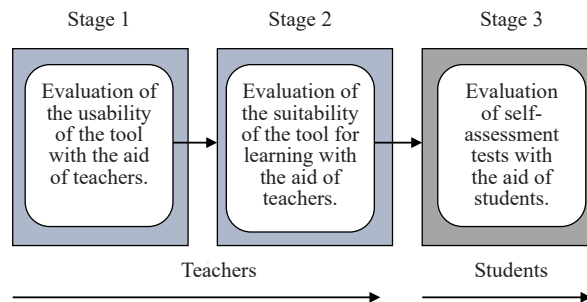 Stage 1
Stage 2
Stage 3
Evaluation of
the usability
of the tool
with the aid
of teachers.
Evaluation of
the suitability
of the tool for
learning with
the aid of
teachers.
Evaluation
of self-
assessment
tests with
the aid of
students.
Teachers
Students